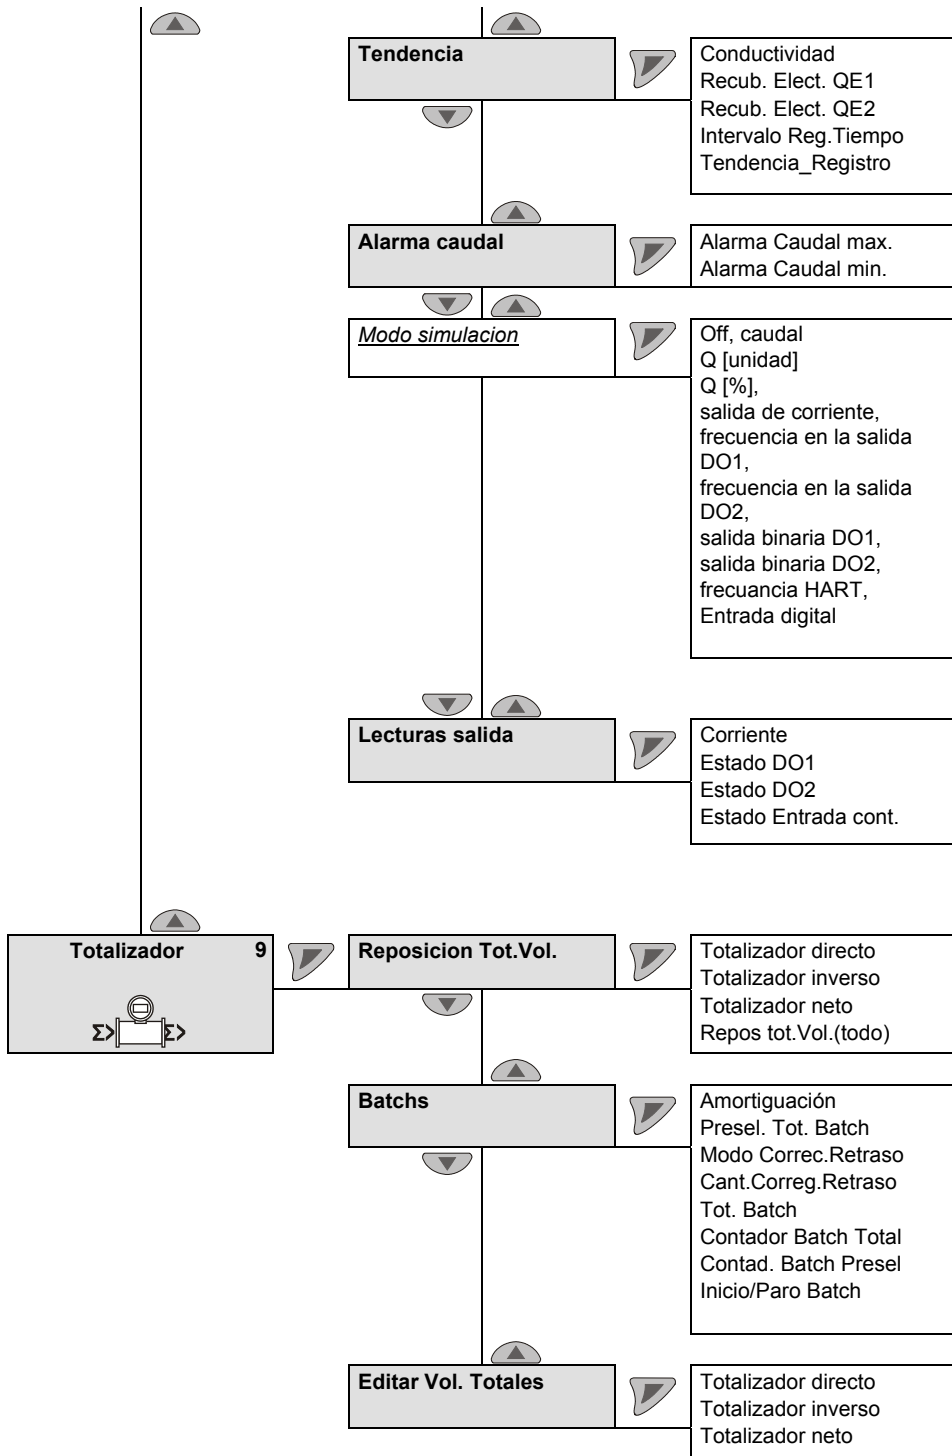 Tendencia
Conductividad
Recub. Elect. QE1
Recub. Elect. QE2
Intervalo Reg.Tiempo
Tendencia_Registro
Alarma caudal
Alarma Caudal max.
Alarma Caudal min.
Modo simulacion
Off, caudal
Q [unidad]
Q [%],
salida de corriente,
frecuencia en la salida
DO1,
frecuencia en la salida
DO2,
salida binaria DO1,
salida binaria DO2,
frecuancia HART,
Entrada digital
Lecturas salida
Corriente
Estado DO1
Estado DO2
Estado Entrada cont.
Totalizador 9
Σ> Σ>
Reposicion Tot.Vol.
Totalizador directo
Totalizador inverso
Totalizador neto
Repos tot.Vol.(todo)
Batchs
Amortiguación
Presel. Tot. Batch
Modo Correc.Retraso
Cant.Correg.Retraso
Tot. Batch
Contador Batch Total
Contad. Batch Presel
Inicio/Paro Batch
Editar Vol. Totales
Totalizador directo
Totalizador inverso
Totalizador neto